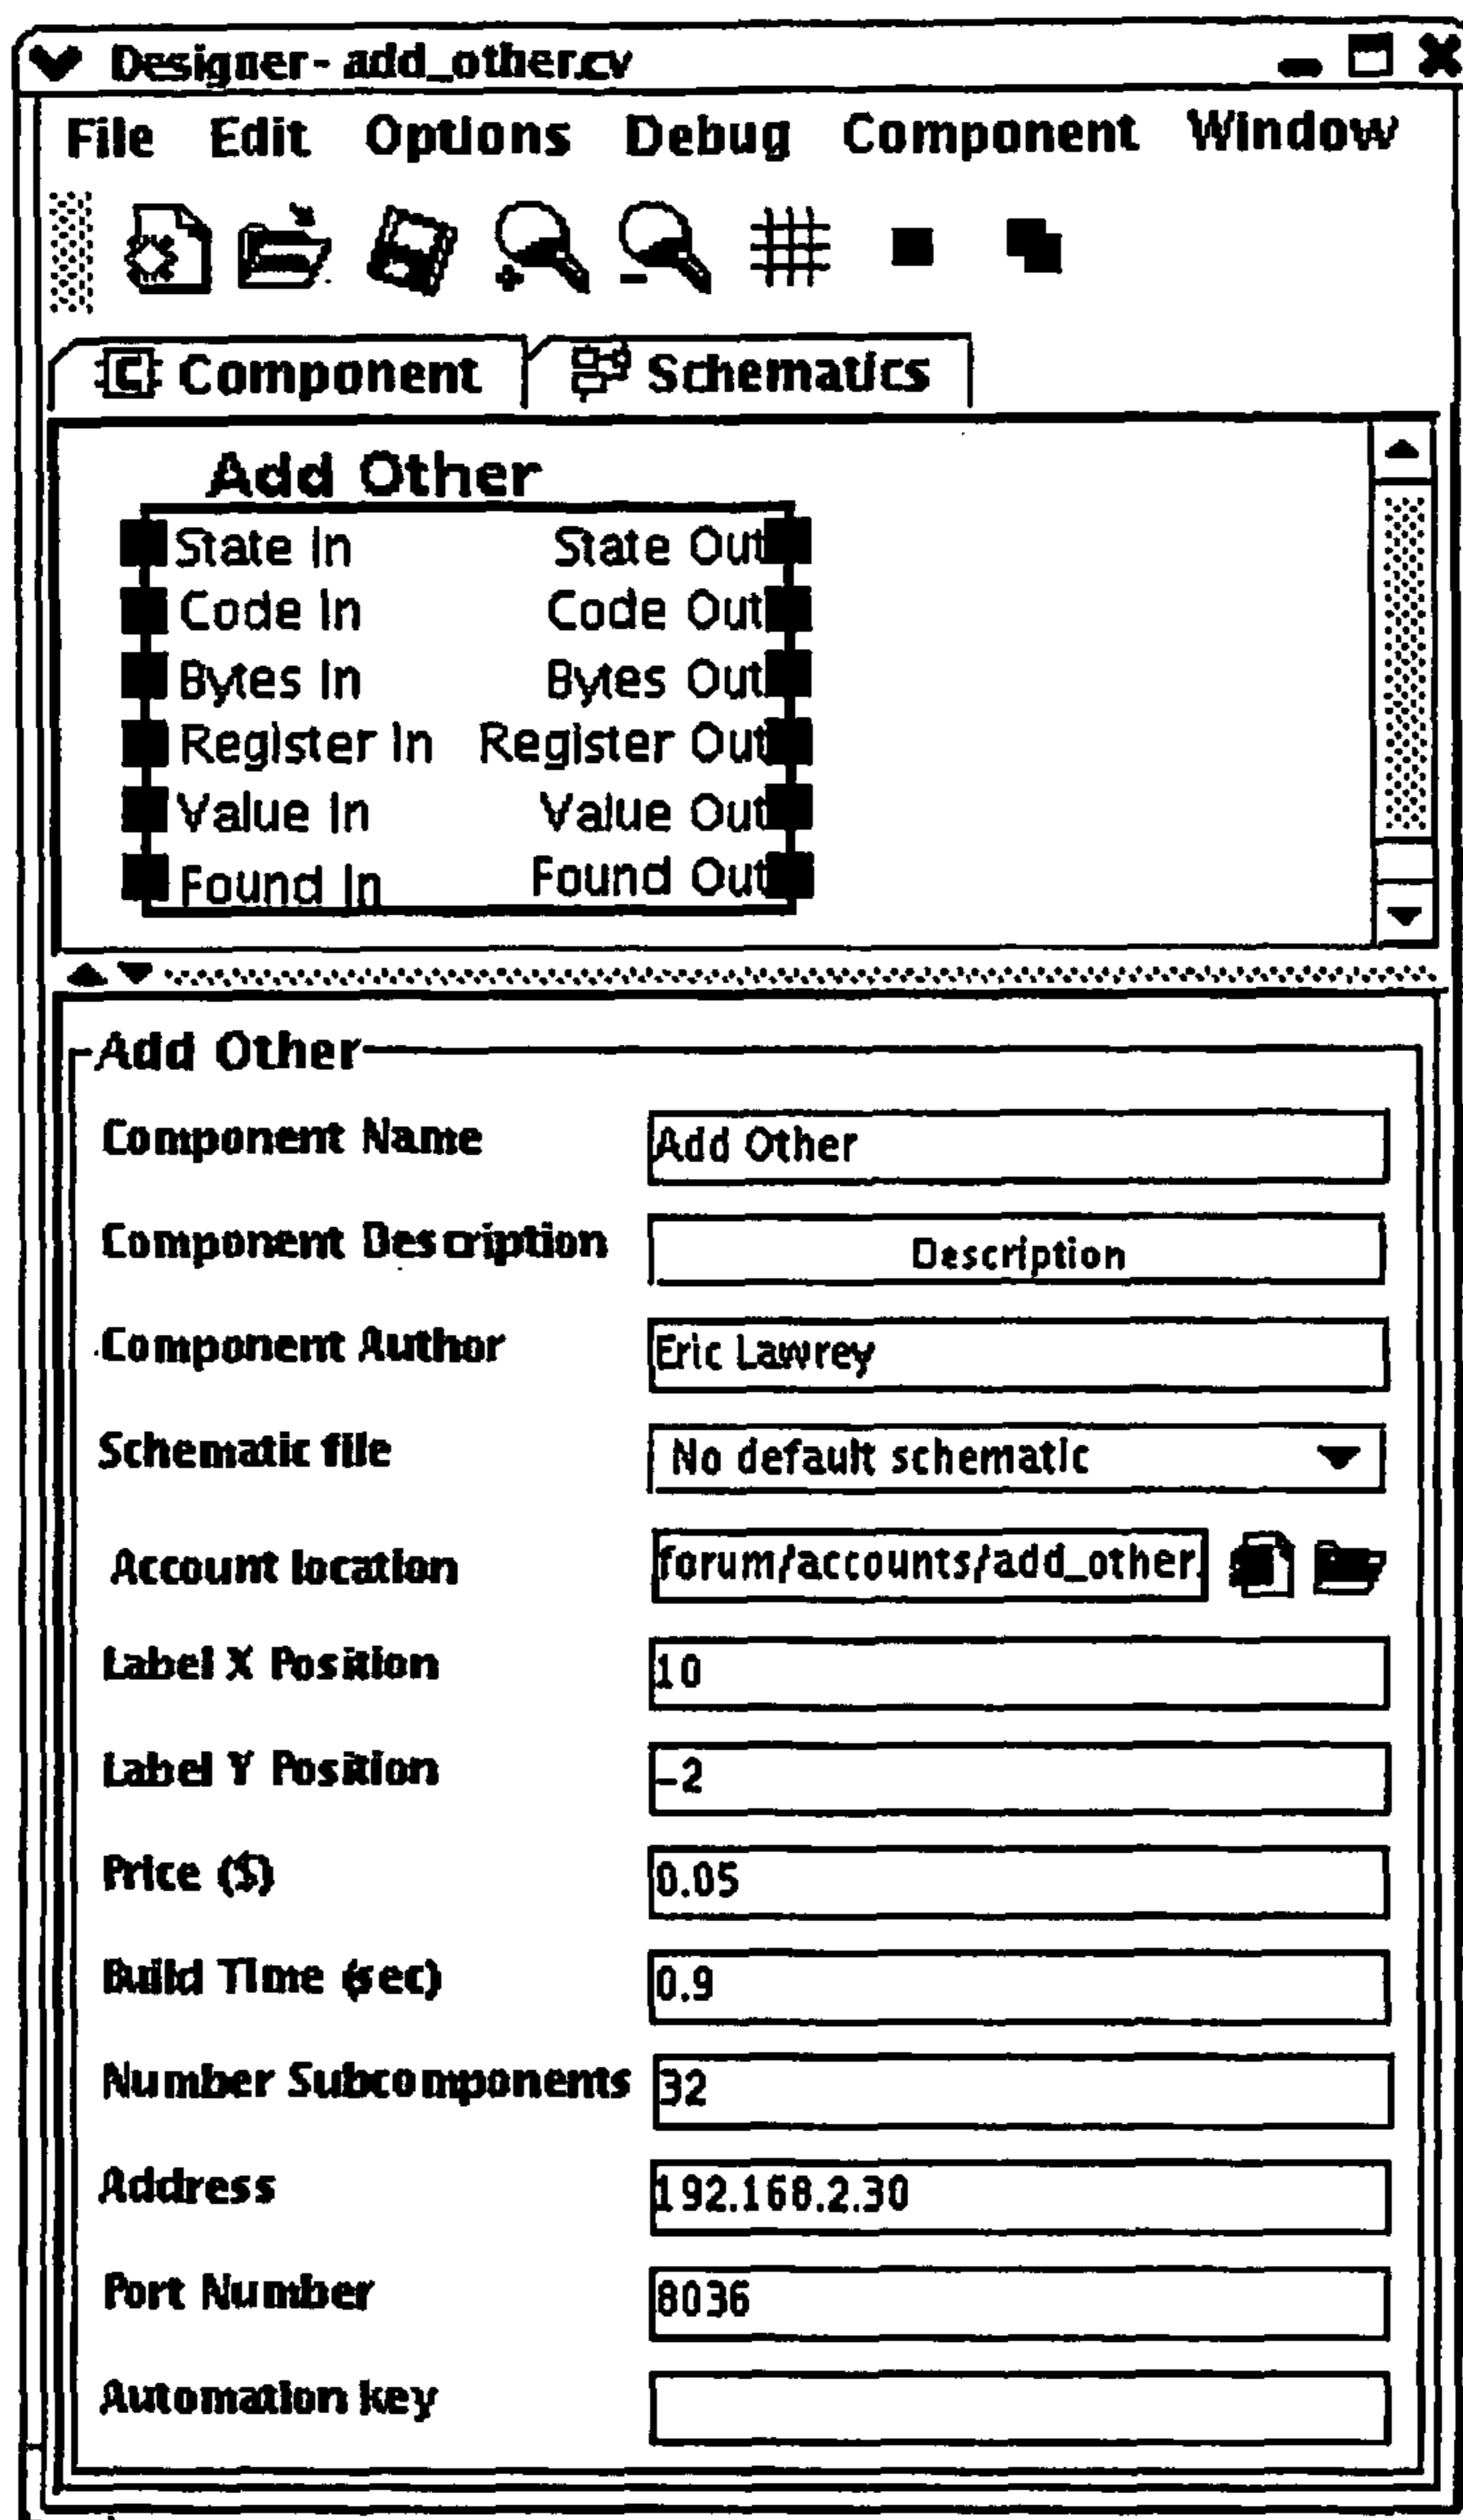 Designer- add_other.cv
File Edit Options Debug Component Window
Component Schematics
Add Other
State In State Out
Code In Code Out
Bytes In Bytes Out
Register In Register Out
Value In Value Out
Found In Found Out
Add Other
Component Name Add Other
Component Description Description
Component Author Eric Lawrey
Schematic file No default schematic
Account location forum/accounts/add_other.
Label X Position 10
Label Y Position -2
Price ($) 0.05
Build Time (sec) 0.9
Number Subcomponents 32
Address 192.168.2.30
Port Number 8036
Automation key